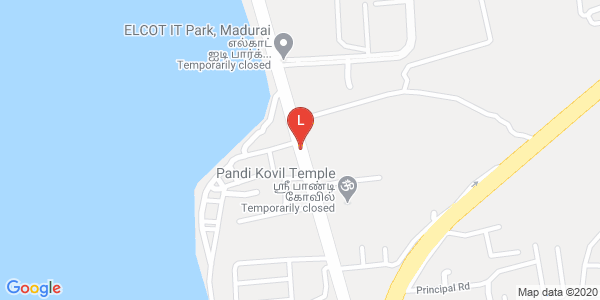 ELCOT IT Park, Madurai
எல்காட்
ஐடி பார்க்...
Temporarily closed
L
Pandi Kovil Temple
ஸ்ரீ பாண்டி
கோவில்
Temporarily closed
Principal Rd
Google
Map data ©2020